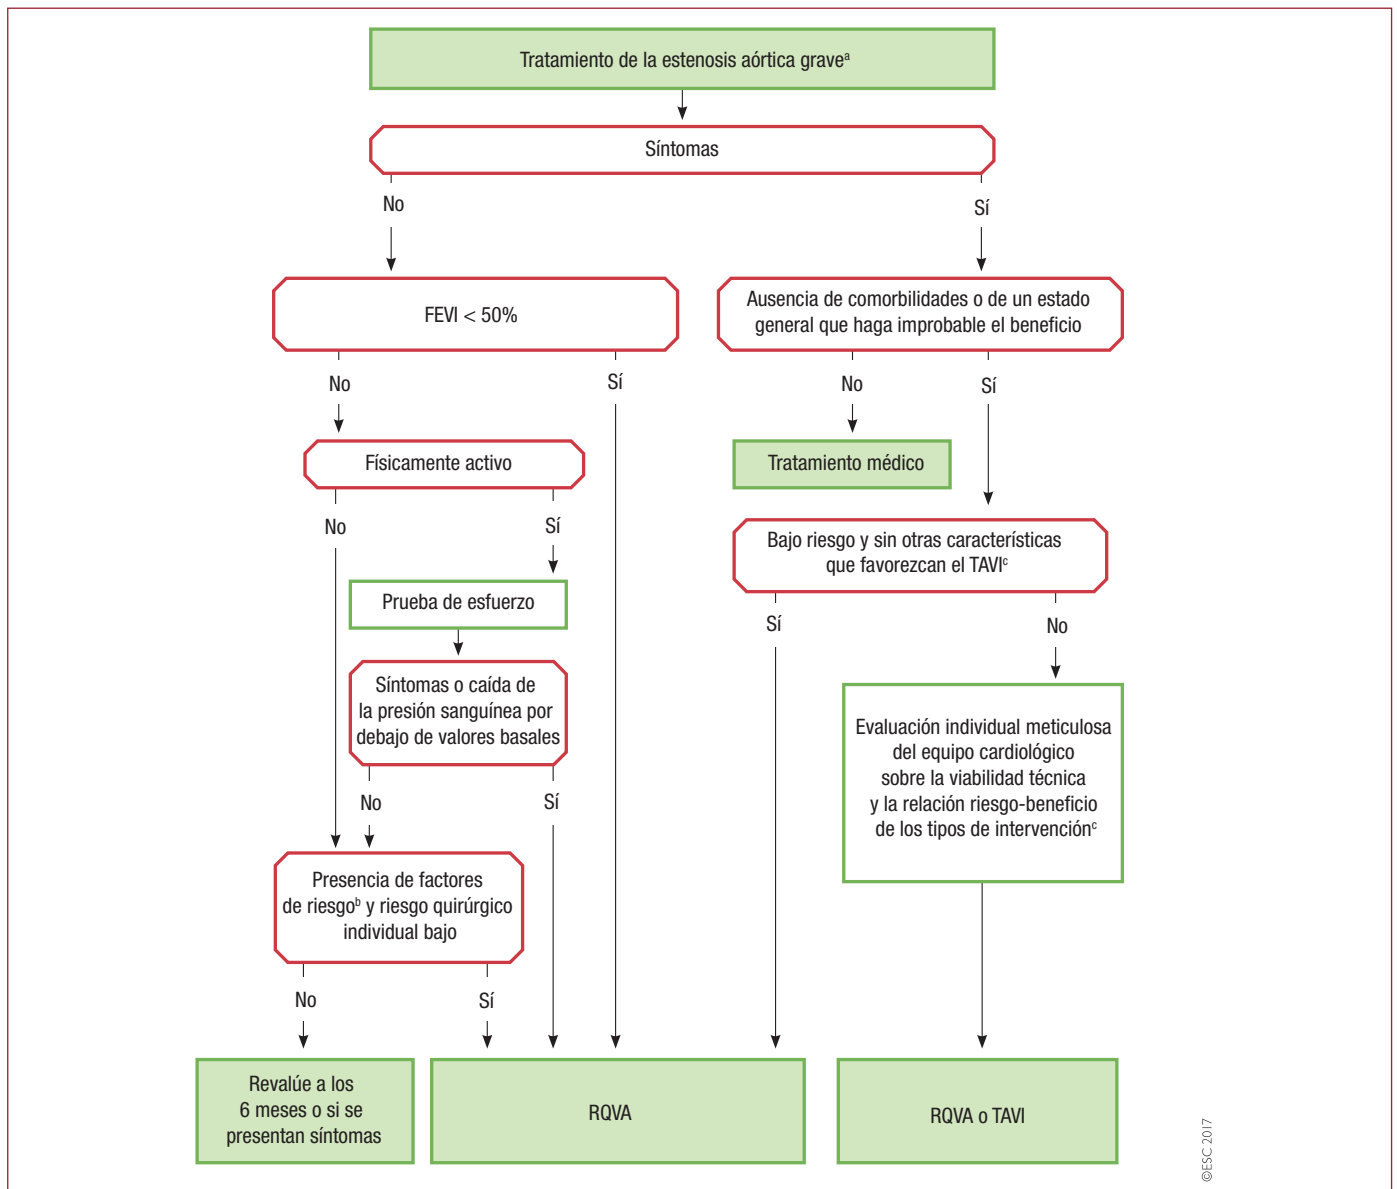 Tratamiento de la estenosis aórtica graveᵃ
Síntomas
No
Sí
FEVI < 50%
Ausencia de comorbilidades o de un estado
general que haga improbable el beneficio
No
Sí
No
Sí
Físicamente activo
Tratamiento médico
No
Sí
Bajo riesgo y sin otras características
que favorezcan el TAVIᶜ
Prueba de esfuerzo
Sí
No
Síntomas o caída de
la presión sanguínea por
debajo de valores basales
Evaluación individual meticulosa
del equipo cardiológico
sobre la viabilidad técnica
y la relación riesgo-beneficio
de los tipos de intervenciónᶜ
No
Sí
Presencia de factores
de riesgoᵇ y riesgo quirúrgico
individual bajo
No
Sí
Revalúe a los
6 meses o si se
presentan síntomas
RQVA
RQVA o TAVI
©ESC 2017